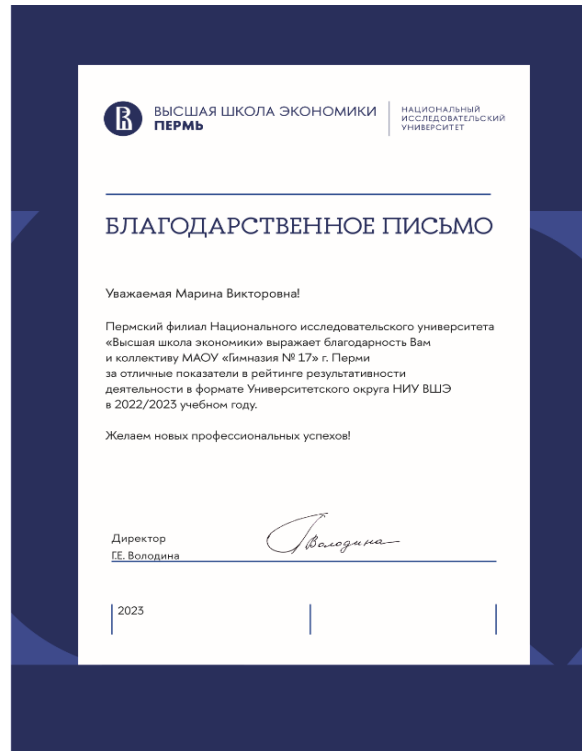 ВЫСШАЯ ШКОЛА ЭКОНОМИКИ
ПЕРМЬ
НАЦИОНАЛЬНЫЙ
ИССЛЕДОВАТЕЛЬСКИЙ
УНИВЕРСИТЕТ
БЛАГОДАРСТВЕННОЕ ПИСЬМО
Уважаемая Марина Викторовна!
Пермский филиал Национального исследовательского университета
«Высшая школа экономики» выражает благодарность Вам
и коллективу МАОУ «Гимназия № 17» г. Перми
за отличные показатели в рейтинге результативности
деятельности в формате Университетского округа НИУ ВШЭ
в 2022/2023 учебном году.
Желаем новых профессиональных успехов!
Директор
Г.Е. Володина
ГВолодина
2023